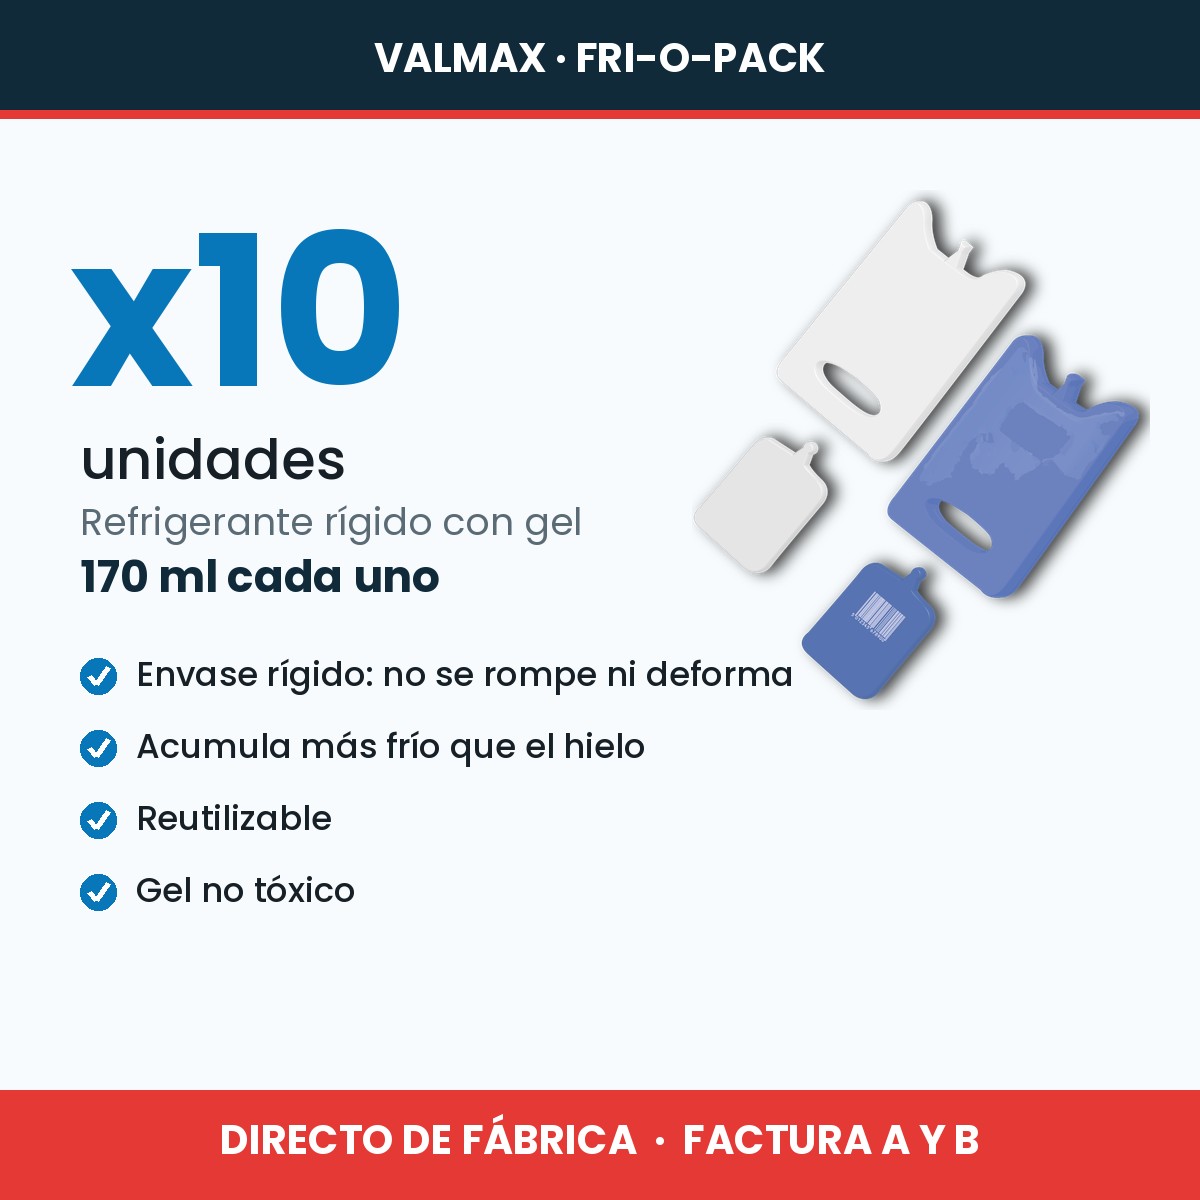 VALMAX · FRI-O-PACK
x10
unidades
Refrigerante rígido con gel
170 ml cada uno
Envase rígido: no se rompe ni deforma
Acumula más frío que el hielo
Reutilizable
Gel no tóxico
DIRECTO DE FÁBRICA · FACTURA A Y B